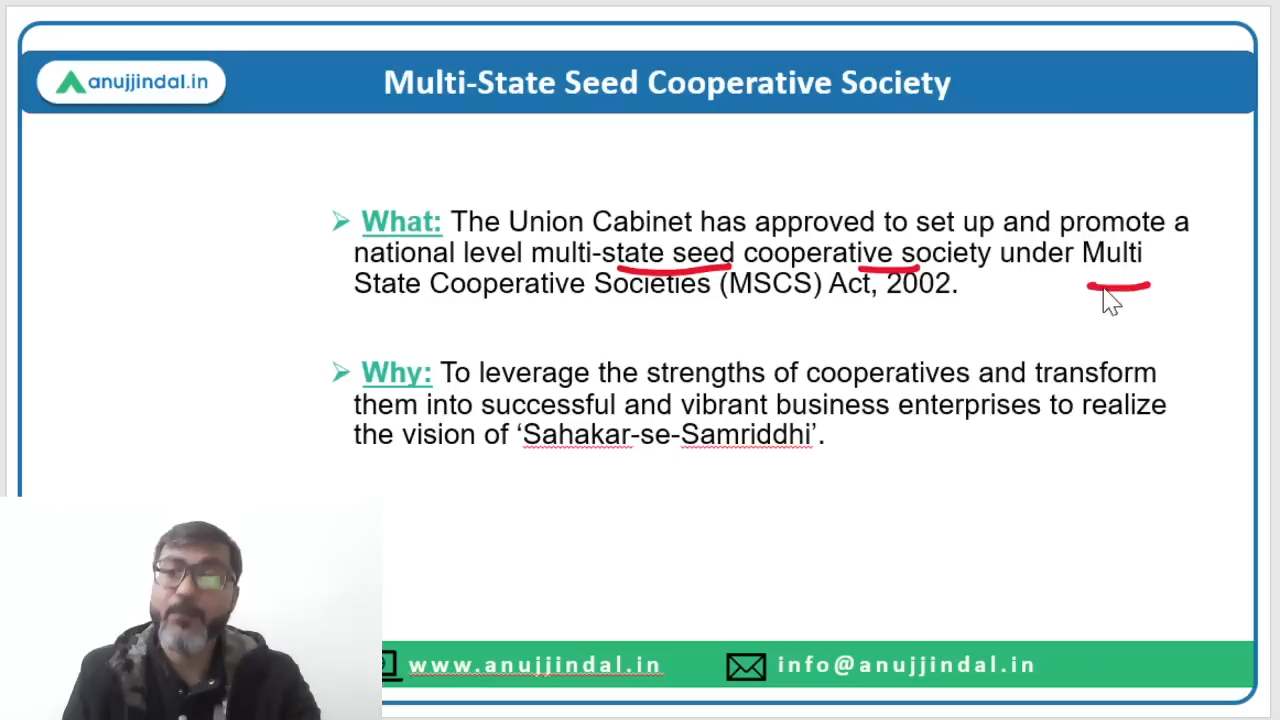 anujjindal.in
Multi-State Seed Cooperative Society
What: The Union Cabinet has approved to set up and promote a
national level multi-state seed cooperative society under Multi
State Cooperative Societies (MSCS) Act, 2002.
Why: To leverage the strengths of cooperatives and transform
them into successful and vibrant business enterprises to realize
the vision of ‘Sahakar-se-Samriddhi’.
www.anujjindal.in
info@anujjindal.in